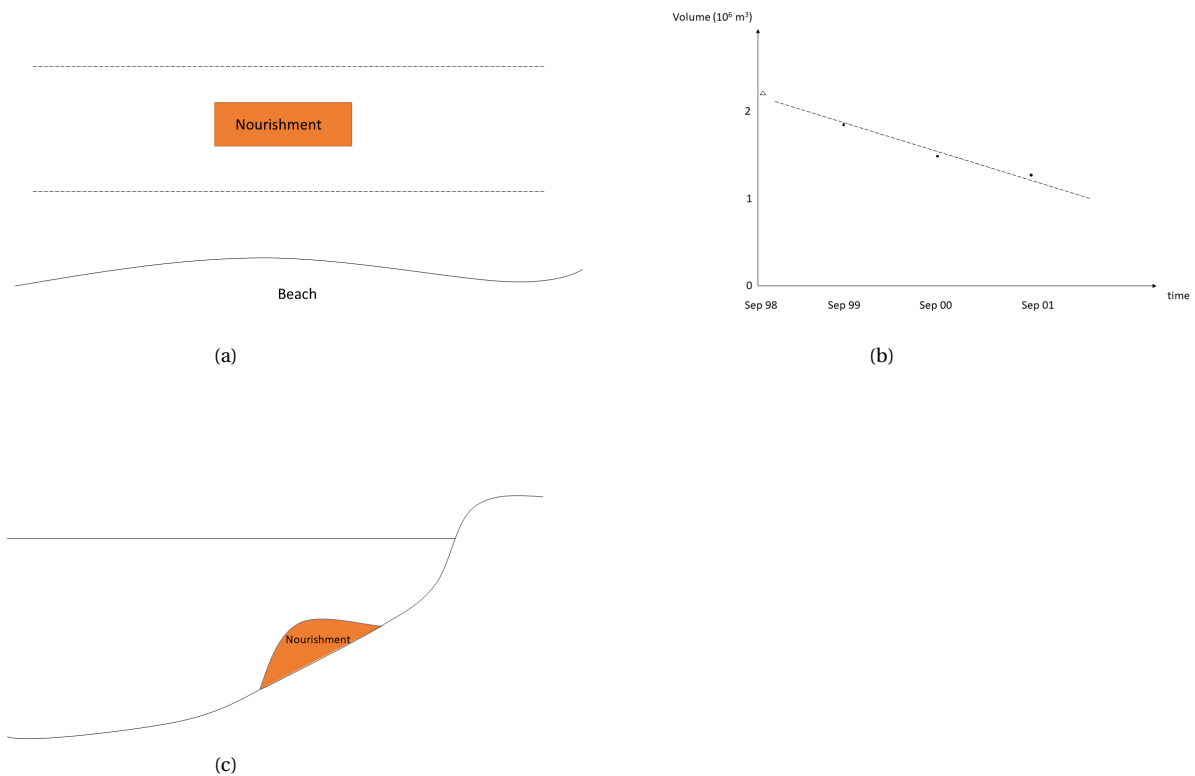 Nourishment
Beach
(a)
Volume (10⁶ m³)
2
1
0
Sep 98 Sep 99 Sep 00 Sep 01
time
(b)
Nourishment
(c)